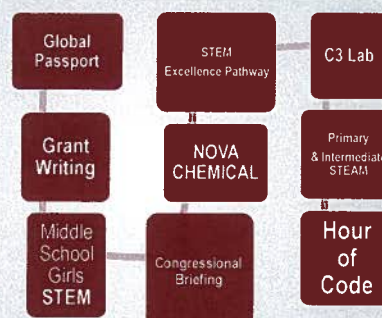 Global
Passport
Grant
Writing
Middle
School
Girls
STEM
Congressional
Briefing
NOVA
CHEMICAL
STEM
Excellence Pathway
C3 Lab
Primary
& Intermediate
STEAM
Hour
of
Code